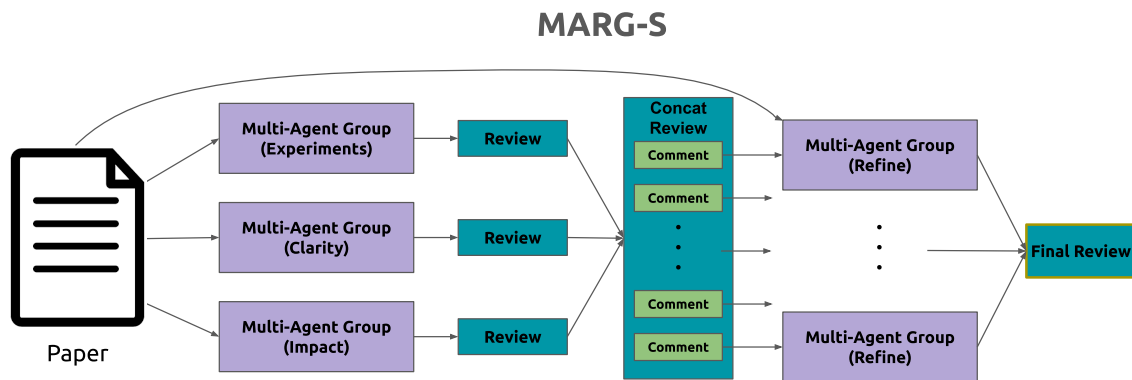 MARG-S
Multi-Agent Group
(Experiments)
Review
Multi-Agent Group
(Clarity)
Review
Multi-Agent Group
(Impact)
Review
Paper
Concat
Review
Comment
Comment
Comment
Comment
Multi-Agent Group
(Refine)
Multi-Agent Group
(Refine)
Final Review